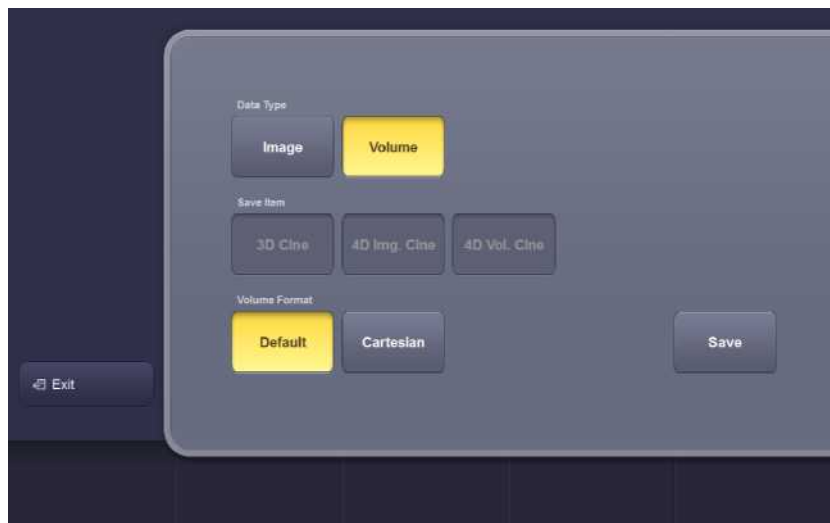 Data Type
Image
Volume
Save Item
3D Cine
4D Img. Cine
4D Vol. Cine
Volume Format
Default
Cartesian
Save
Exit